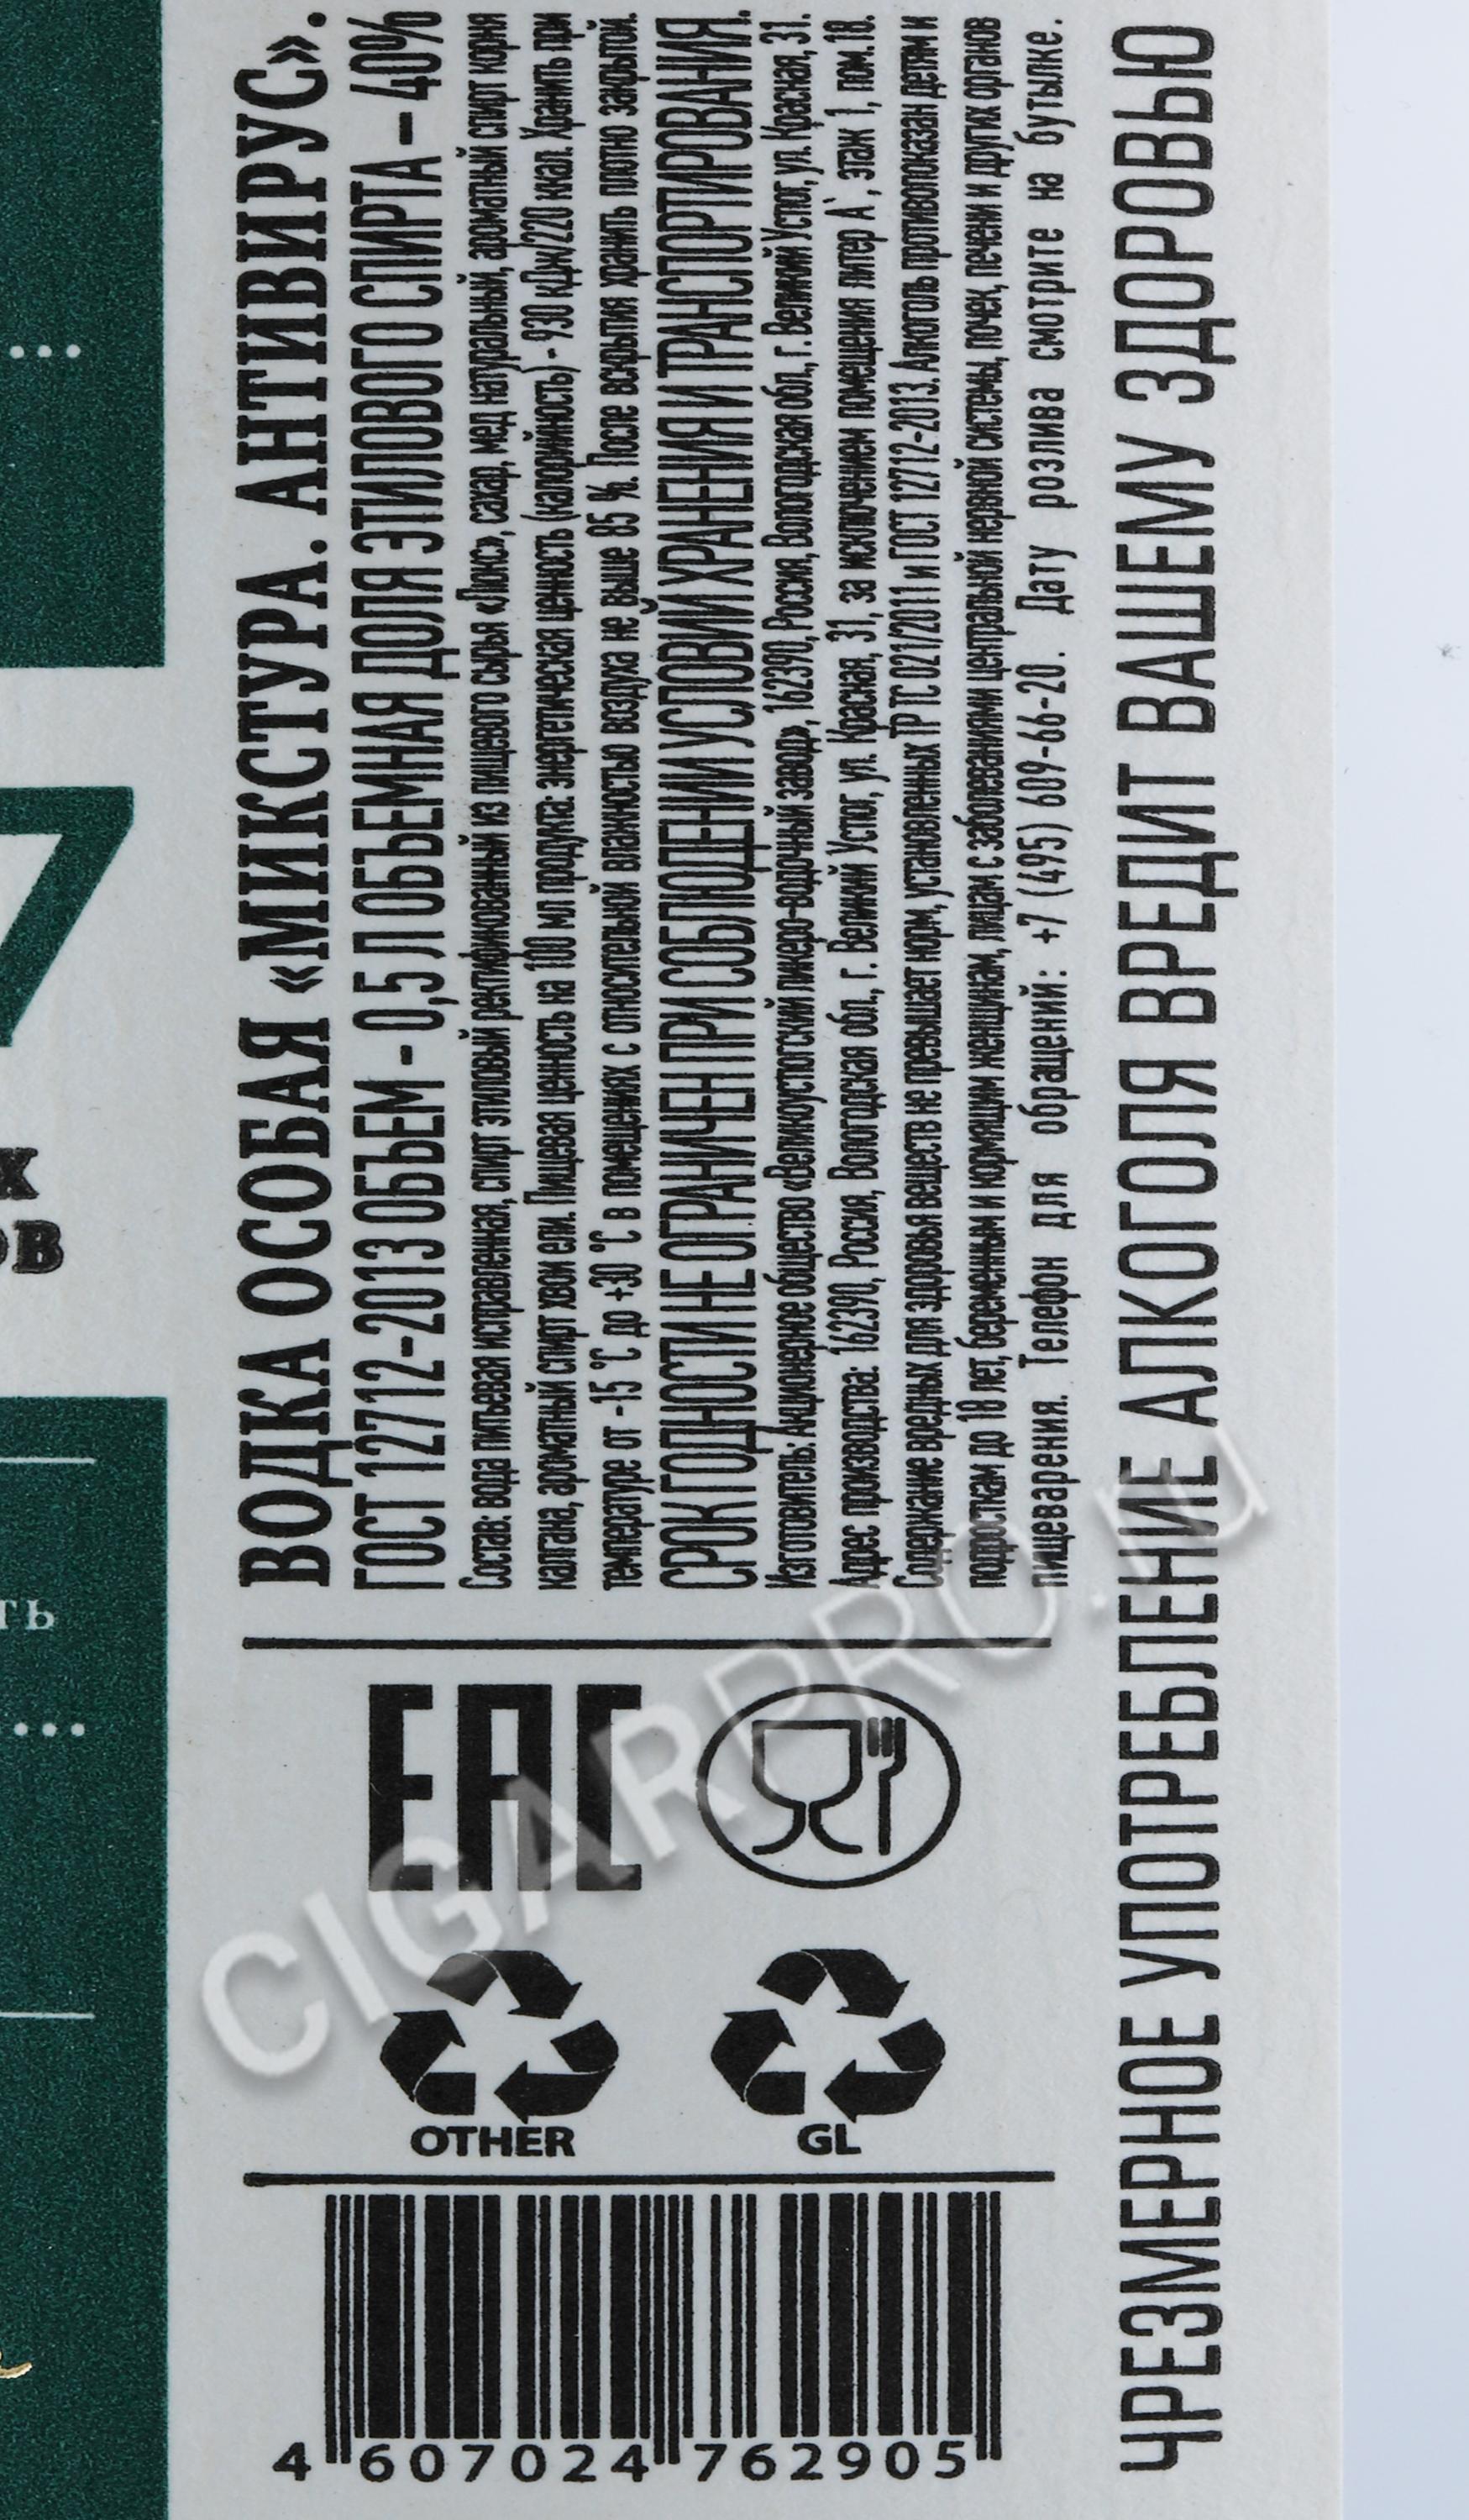 ВОДКА ОСОБАЯ «МИКСТУРА. АНТИВИРУС».
ГОСТ 12712-2013 ОБЪЕМ - 0,5 Л ОБЪЕМНАЯ ДОЛЯ ЭТИЛОВОГО СПИРТА – 40%
Состав: вода питьевая исправленная, спирт этиловый ректификованный из пищевого сырья «Люкс», сахар, мед натуральный, ароматный спирт корня
калгана, ароматный спирт хвои ели. Пищевая ценность на 100 мл продукта: энергетическая ценность (калорийность) - 930 кДж/220 ккал. Хранить при
температуре от -15 °C до +30 °C в помещениях с относительной влажностью воздуха не выше 85 %. После вскрытия хранить плотно закрытой.
СРОК ГОДНОСТИ НЕ ОГРАНИЧЕН ПРИ СОБЛЮДЕНИИ УСЛОВИЙ ХРАНЕНИЯ И ТРАНСПОРТИРОВАНИЯ.
Изготовитель: Акционерное общество «Великоустюгский ликеро-водочный завод», 162390, Россия, Вологодская обл., г. Великий Устюг, ул. Красная, 31.
Адрес производства: 162390, Россия, Вологодская обл., г. Великий Устюг, ул. Красная, 31, за исключением помещения литер А`, этаж 1, пом.18.
Содержание вредных для здоровья веществ не превышает норм, установленных ТР ТС 021/2011 и ГОСТ 12712-2013. Алкоголь противопоказан детям и
подросткам до 18 лет, беременным и кормящим женщинам, лицам с заболеваниями центральной нервной системы, почек, печени и других органов
пищеварения. Телефон для обращений: +7 (495) 609-66-20. Дату розлива смотрите на бутылке.
ЧРЕЗМЕРНОЕ УПОТРЕБЛЕНИЕ АЛКОГОЛЯ ВРЕДИТ ВАШЕМУ ЗДОРОВЬЮ
EAC
OTHER
GL
4 607024 762905
7
Х
ОВ
ТЬ
CIGARPRO.ru